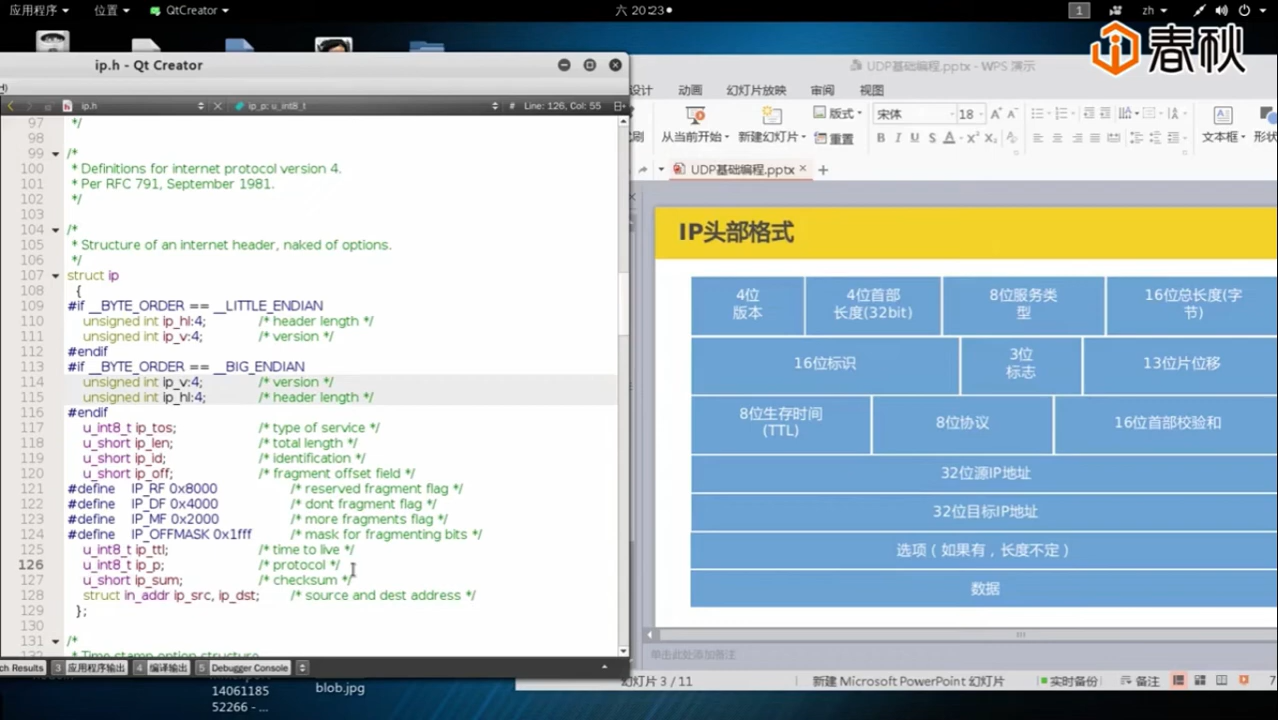 应用程序 位置 QtCreator 六 20:23 1 zh
春秋
ip.h - Qt Creator
ip.h ip_p: u_int8_t # Line: 126, Col: 55
97 */
98
99 /*
100 * Definitions for internet protocol version 4.
101 * Per RFC 791, September 1981.
102 */
103
104 /*
105 * Structure of an internet header, naked of options.
106 */
107 struct ip
108 {
109 #if __BYTE_ORDER == __LITTLE_ENDIAN
110 unsigned int ip_hl:4; /* header length */
111 unsigned int ip_v:4; /* version */
112 #endif
113 #if __BYTE_ORDER == __BIG_ENDIAN
114 unsigned int ip_v:4; /* version */
115 unsigned int ip_hl:4; /* header length */
116 #endif
117 u_int8_t ip_tos; /* type of service */
118 u_short ip_len; /* total length */
119 u_short ip_id; /* identification */
120 u_short ip_off; /* fragment offset field */
121 #define IP_RF 0x8000 /* reserved fragment flag */
122 #define IP_DF 0x4000 /* dont fragment flag */
123 #define IP_MF 0x2000 /* more fragments flag */
124 #define IP_OFFMASK 0x1fff /* mask for fragmenting bits */
125 u_int8_t ip_ttl; /* time to live */
126 u_int8_t ip_p; /* protocol */
127 u_short ip_sum; /* checksum */
128 struct in_addr ip_src, ip_dst; /* source and dest address */
129 };
130
131 /*
132 * Time stamp option structure.
ch Results 3 应用程序输出 4 编译输出 5 Debugger Console
14061185
52266 - ...
blob.jpg
UDP基础编程.pptx - WPS 演示
设计 动画 幻灯片放映 审阅 视图
版式 宋体 18
从当前开始 新建幻灯片 重置 B I U S A X² X₂ 文本框 形状
UDP基础编程.pptx × +
IP头部格式
4位
版本
4位首部
长度(32bit)
8位服务类
型
16位总长度(字
节)
16位标识
3位
标志
13位片位移
8位生存时间
(TTL)
8位协议
16位首部校验和
32位源IP地址
32位目标IP地址
选项（如果有，长度不定）
数据
单击此处添加备注
幻灯片 3 / 11 新建 Microsoft PowerPoint 幻灯片 实时备份 备注 7